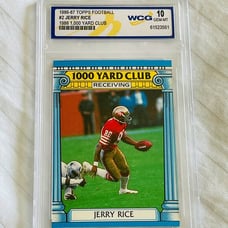 1986-87 TOPPS FOOTBALL
#2 JERRY RICE
1986 1,000 YARD CLUB
WCG
10
GEM MT
61523561
1000 YARD CLUB
RECEIVING
80
JERRY RICE